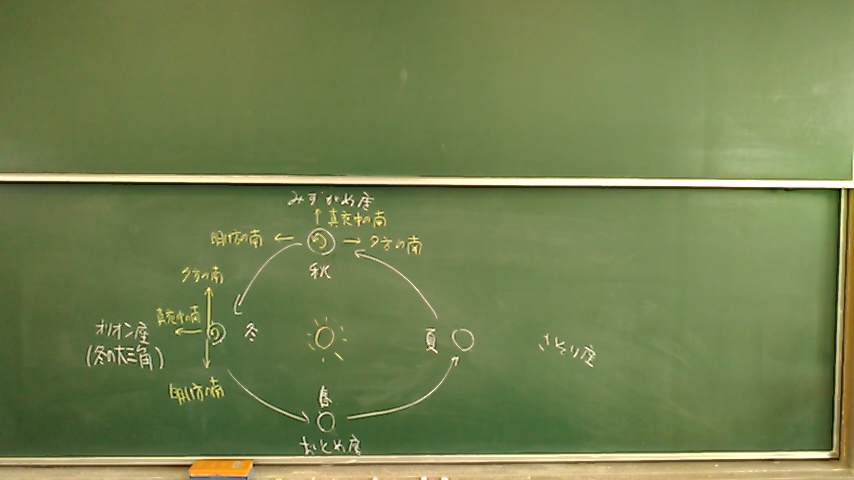 みずがめ座
真夜中の南
明け方の南
夕方の南
秋
夕方の南
真夜中の南
オリオン座
(冬の大三角)
冬
明け方の南
夏
さそり座
春
おとめ座